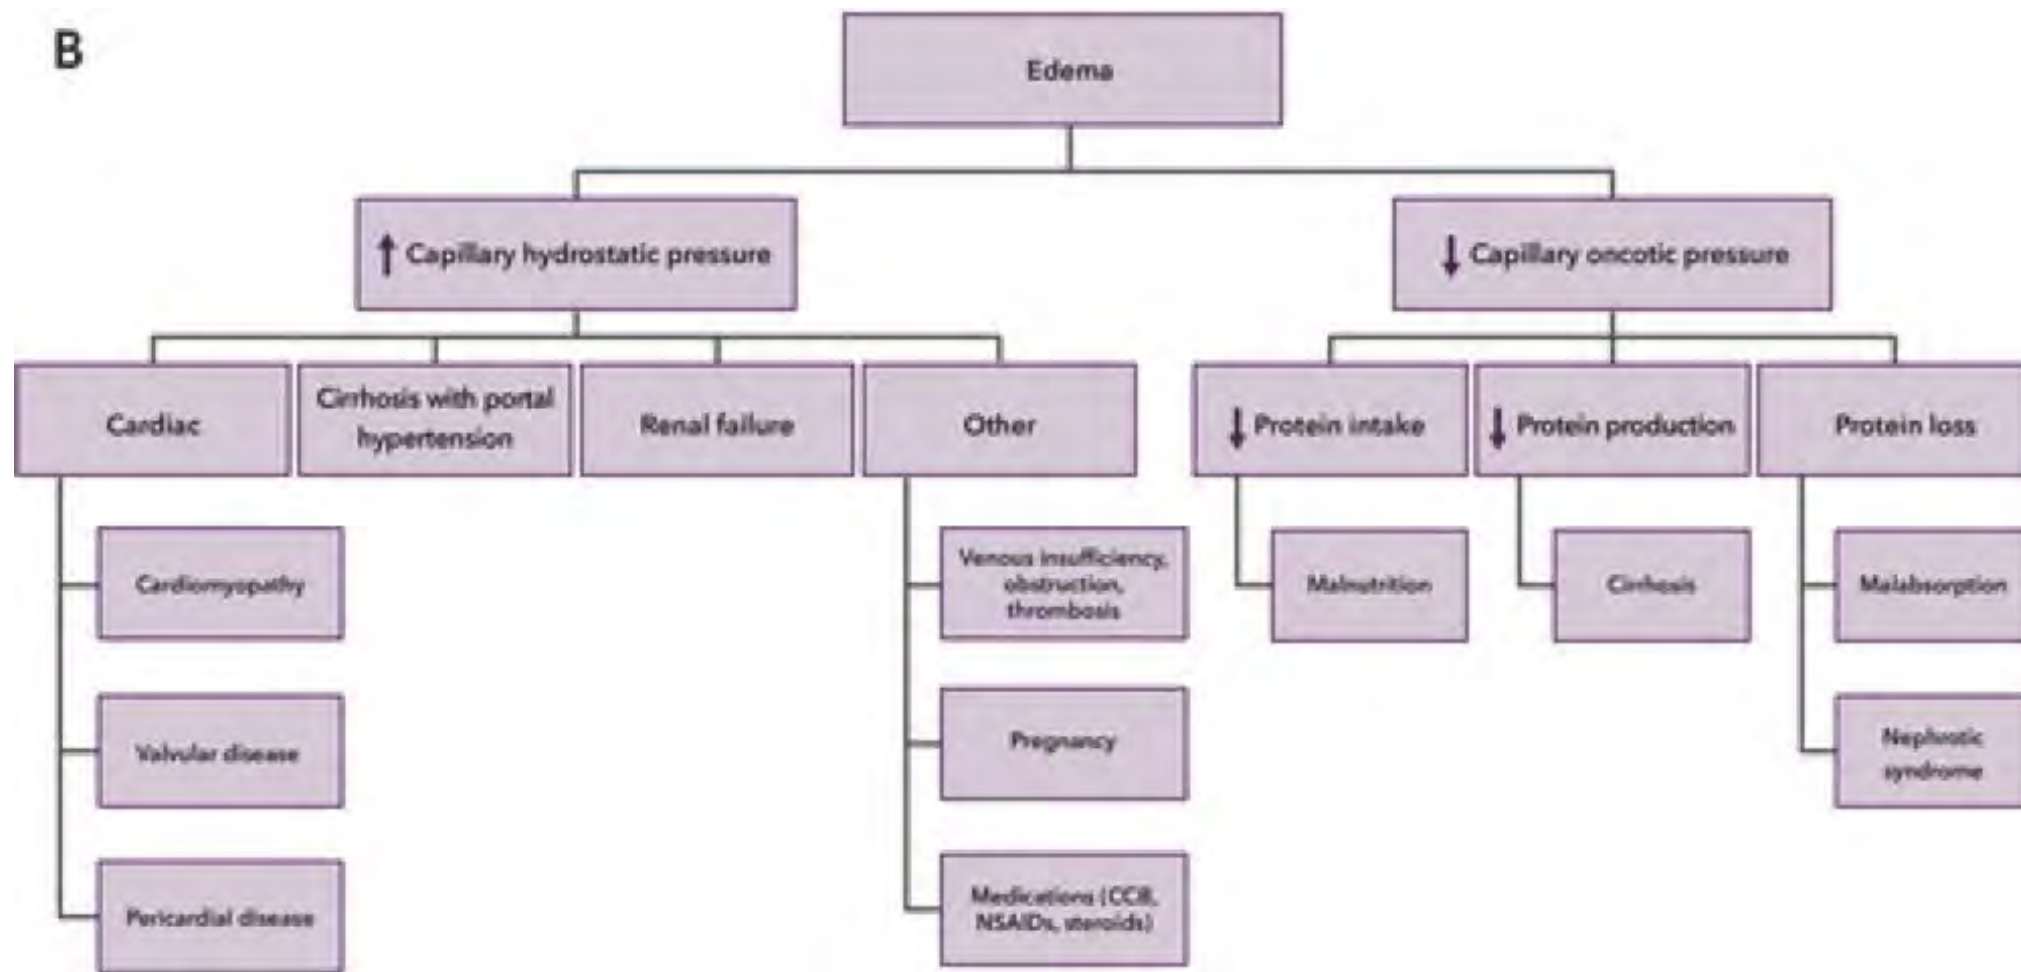 B
Edema
↑ Capillary hydrostatic pressure
↓ Capillary oncotic pressure
Cardiac
Cirrhosis with portal
hypertension
Renal failure
Other
↓ Protein intake
↓ Protein production
Protein loss
Cardiomyopathy
Venous insufficiency,
obstruction,
thrombosis
Malnutrition
Cirrhosis
Malabsorption
Valvular disease
Pregnancy
Nephrotic
syndrome
Pericardial disease
Medications (CCB,
NSAIDs, steroids)